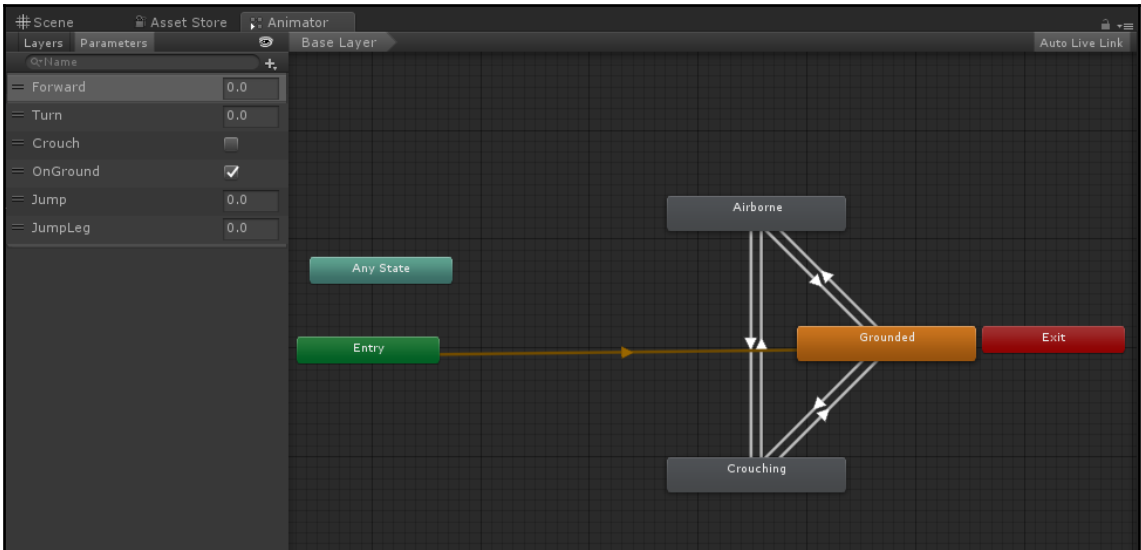 Scene Asset Store Animator
Layers Parameters Base Layer Auto Live Link
Name
Forward 0.0
Turn 0.0
Crouch
OnGround
Jump 0.0
JumpLeg 0.0
Airborne
Any State
Entry
Grounded
Exit
Crouching